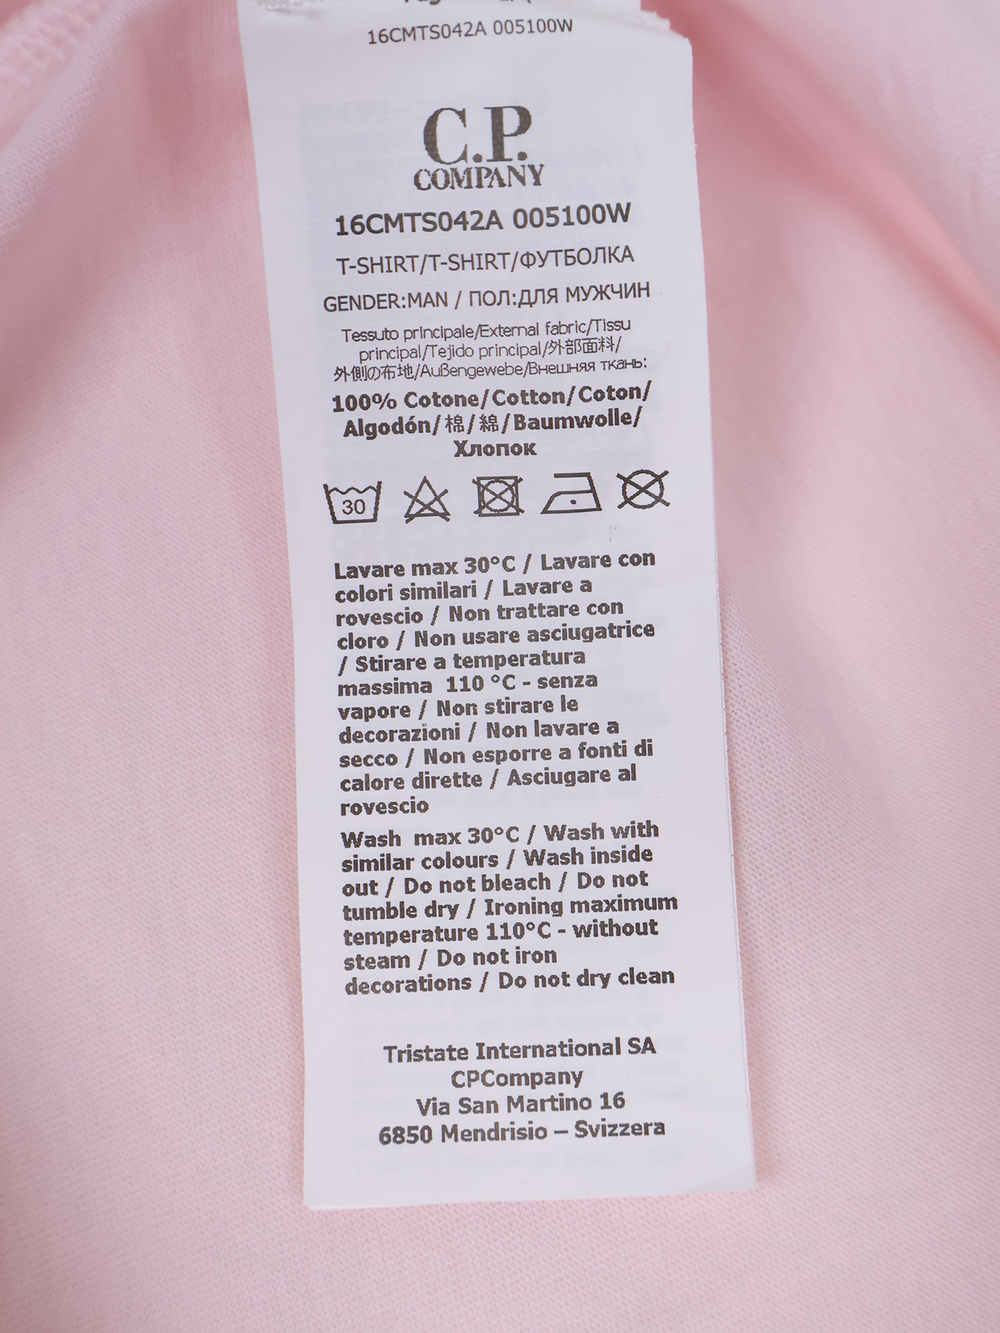 16CMTS042A 005100W
C.P.
COMPANY
16CMTS042A 005100W
T-SHIRT/T-SHIRT/ФУТБОЛКА
GENDER:MAN / ПОЛ:ДЛЯ МУЖЧИН
Tessuto principale/External fabric/Tissu
principal/Tejido principal/外部面料/
外側の布地/Außengewebe/Внешняя ткань:
100% Cotone/Cotton/Coton/
Algodón/棉/綿/Baumwolle/
Хлопок
30
Lavare max 30°C / Lavare con
colori similari / Lavare a
rovescio / Non trattare con
cloro / Non usare asciugatrice
/ Stirare a temperatura
massima 110 °C - senza
vapore / Non stirare le
decorazioni / Non lavare a
secco / Non esporre a fonti di
calore dirette / Asciugare al
rovescio
Wash max 30°C / Wash with
similar colours / Wash inside
out / Do not bleach / Do not
tumble dry / Ironing maximum
temperature 110°C - without
steam / Do not iron
decorations / Do not dry clean
Tristate International SA
CPCompany
Via San Martino 16
6850 Mendrisio – Svizzera